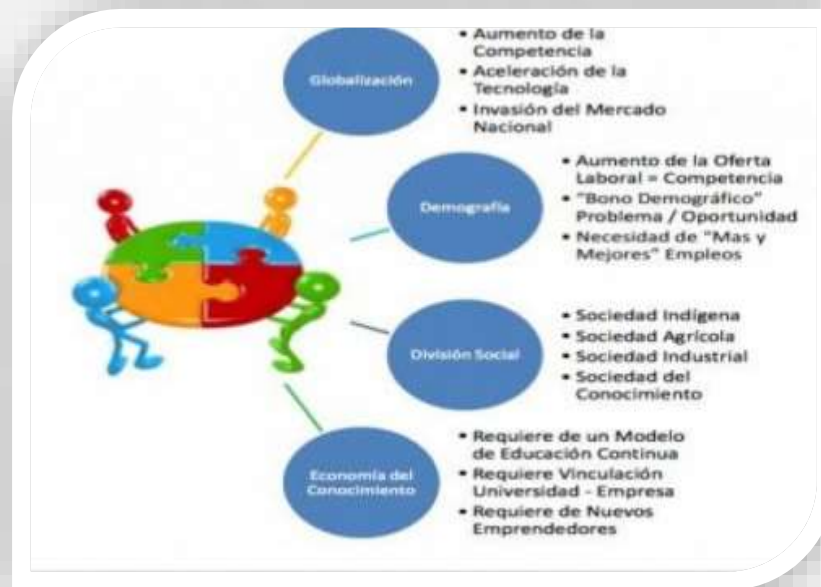 Globalización
• Aumento de la
Competencia
• Aceleración de la
Tecnología
• Invasión del Mercado
Nacional
Demografía
• Aumento de la Oferta
Laboral = Competencia
• "Bono Demográfico"
Problema / Oportunidad
• Necesidad de "Mas y
Mejores" Empleos
División Social
• Sociedad Indígena
• Sociedad Agrícola
• Sociedad Industrial
• Sociedad del
Conocimiento
Economía del
Conocimiento
• Requiere de un Modelo
de Educación Continua
• Requiere Vinculación
Universidad - Empresa
• Requiere de Nuevos
Emprendedores